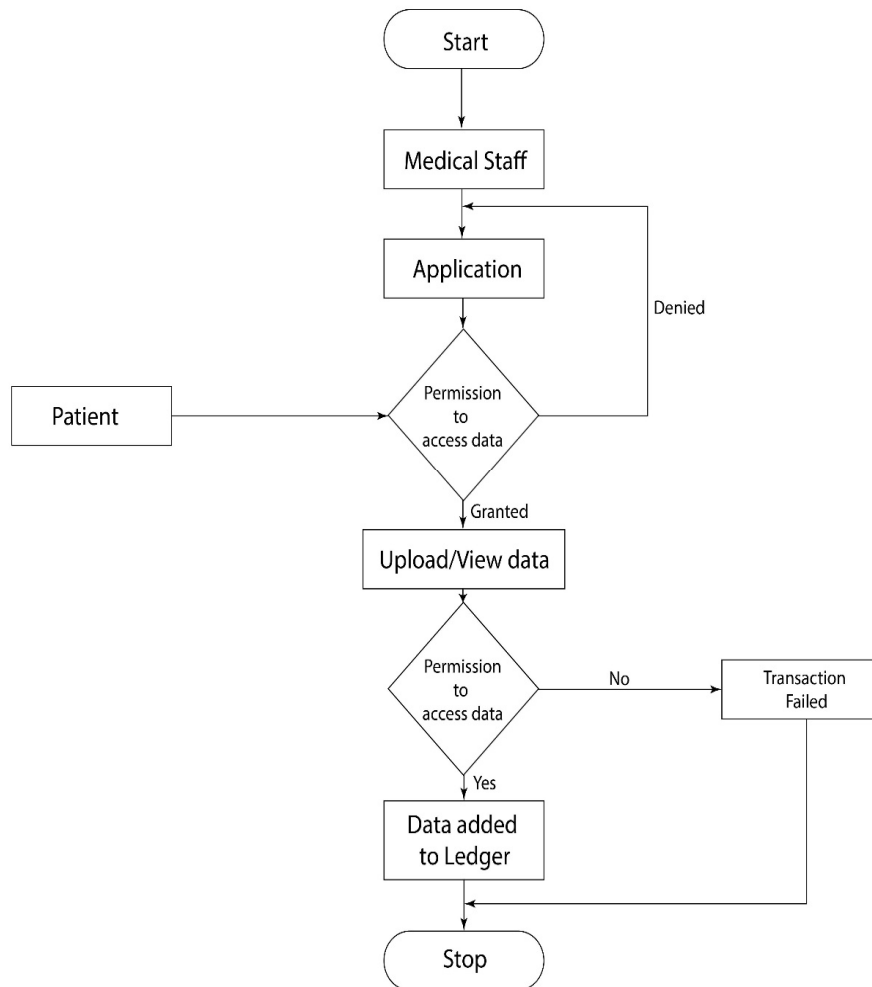 Start
Medical Staff
Application
Denied
Permission
to
access data
Patient
Granted
Upload/View data
Permission
to
access data
No
Transaction
Failed
Yes
Data added
to Ledger
Stop